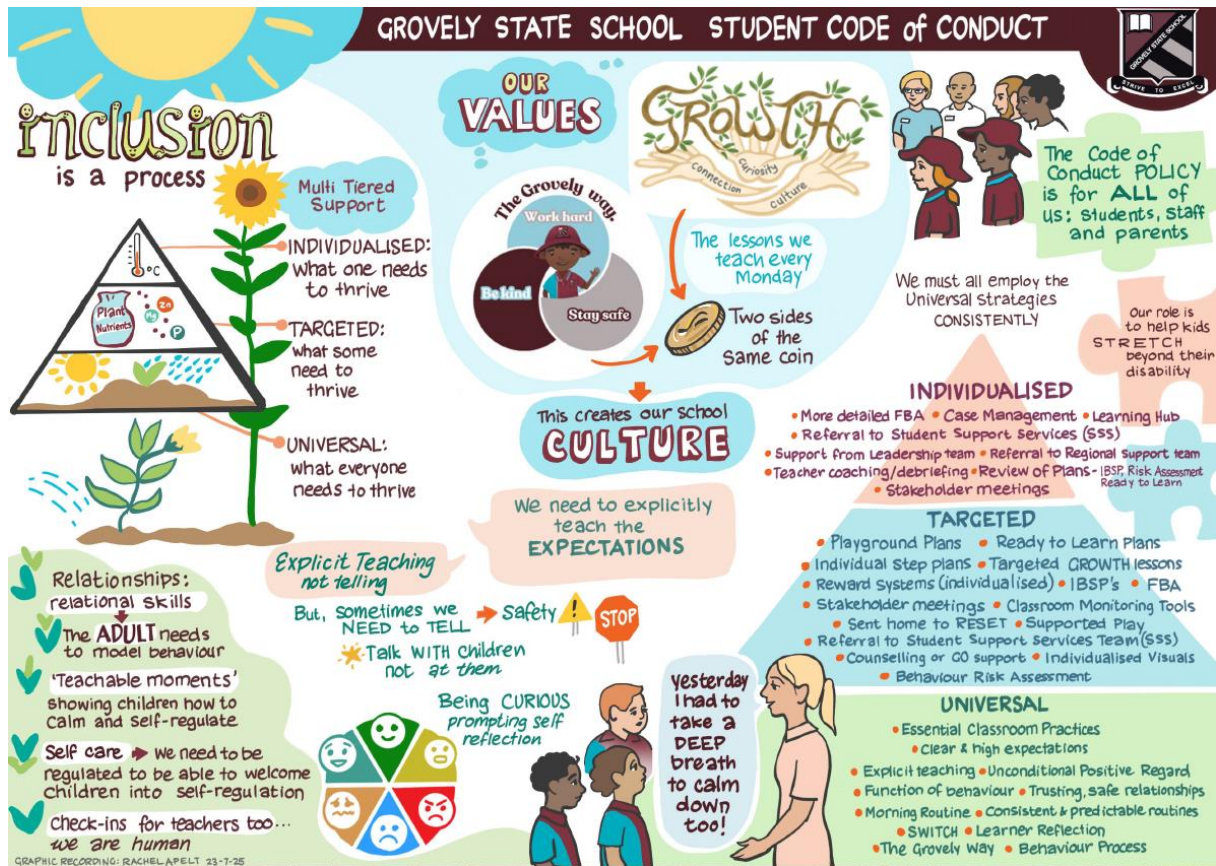 GROVELY STATE SCHOOL STUDENT CODE of CONDUCT
GROVELY STATE SCHOOL
STRIVE TO EXCEL
inclusion
is a process
Multi Tiered
Support
INDIVIDUALISED:
what one needs
to thrive
TARGETED:
what some
need to
thrive
UNIVERSAL:
what everyone
needs to thrive
°C
Plant
Nutrients
Zn
Mg
P
OUR
VALUES
GROWTH
connection
curiosity
culture
The Grovely way.
Work hard
Be kind
Stay safe
The lessons we
teach every
Monday
Two sides
of the
Same coin
This creates our school
CULTURE
We need to explicitly
teach the
EXPECTATIONS
Explicit Teaching
not telling
But, sometimes we
NEED to TELL
Safety
!
STOP
Talk WITH children
not at them
Being CURIOUS
prompting self
reflection
yesterday
I had to
take a
DEEP
breath
to calm
down
too!
Relationships:
relational skills
The ADULT needs
to model behaviour
'Teachable moments'
showing children how to
calm and self-regulate
Self care we need to be
regulated to be able to welcome
children into self-regulation
Check-ins for teachers too...
we are human
GRAPHIC RECORDING: RACHEL APELT 23-7-25
The Code of
Conduct POLICY
is for ALL of
us: students, staff
and parents
We must all employ the
Universal strategies
CONSISTENTLY
Our role is
to help kids
STRETCH
beyond their
disability
INDIVIDUALISED
• More detailed FBA • Case Management • Learning Hub
• Referral to Student Support Services (SSS)
• Support from Leadership team • Referral to Regional Support team
• Teacher coaching/debriefing • Review of Plans - IBSP, Risk Assessment
Ready to Learn
• Stakeholder meetings
TARGETED
• Playground Plans • Ready to Learn Plans
• Individual Step plans • Targeted GROWTH lessons
• Reward Systems (individualised) • IBSP's • FBA
• Stakeholder meetings • Classroom Monitoring Tools
• Sent home to RESET • Supported Play
• Referral to Student Support Services Team (SSS)
• Counselling or GO support • Individualised Visuals
• Behaviour Risk Assessment
UNIVERSAL
• Essential Classroom Practices
• Clear & high expectations
• Explicit teaching • Unconditional Positive Regard
• Function of behaviour • Trusting, safe relationships
• Morning Routine • Consistent & predictable routines
• SWITCH • Learner Reflection
• The Grovely Way • Behaviour Process